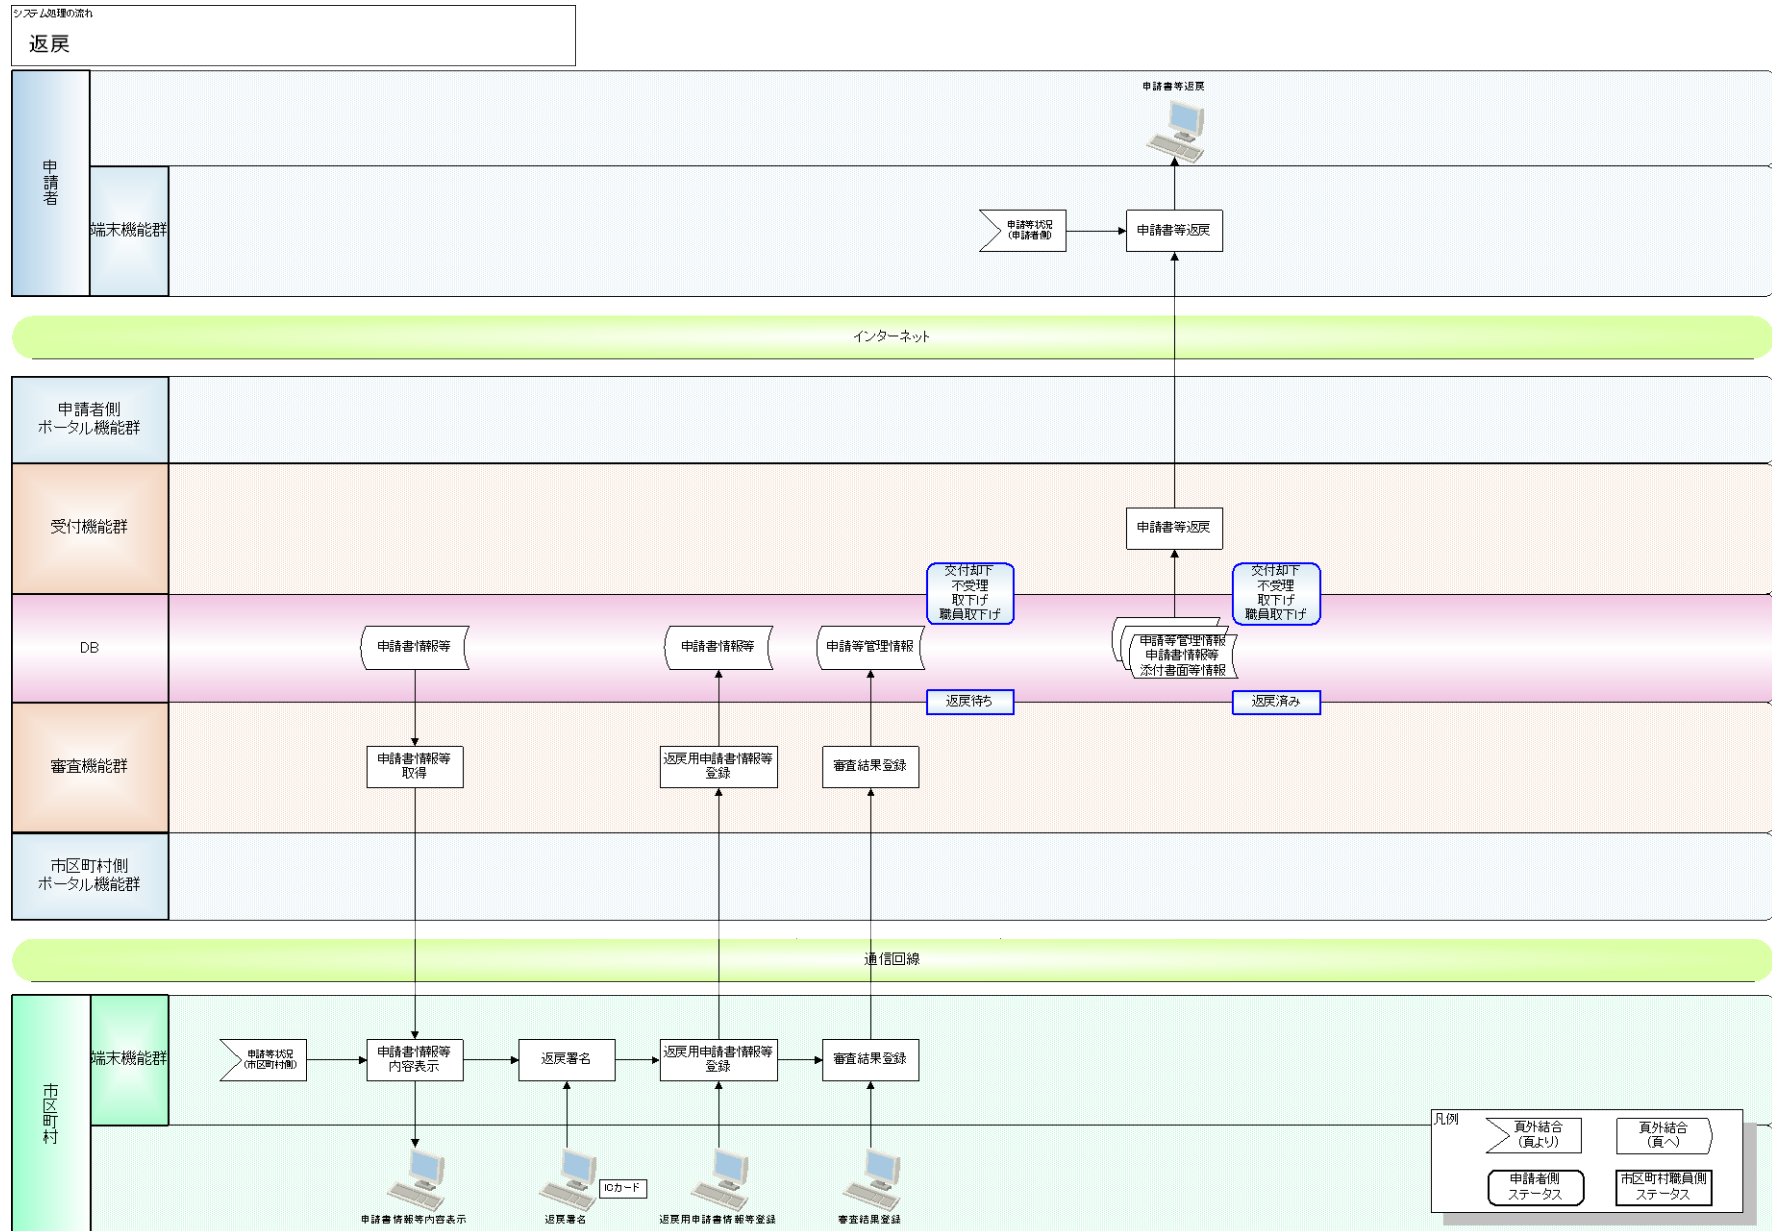 システム処理の流れ
返戻
申請書等返戻
申請者
端末機能群
申請等状況
(申請者側)
申請書等返戻
インターネット
申請者側
ポータル機能群
受付機能群
申請書等返戻
交付却下
不受理
取下げ
職員取下げ
交付却下
不受理
取下げ
職員取下げ
DB
申請書情報等
申請書情報等
申請等管理情報
申請等管理情報
申請書情報等
添付書面等情報
返戻待ち
返戻済み
審査機能群
申請書情報等
取得
返戻用申請書情報等
登録
審査結果登録
市区町村側
ポータル機能群
通信回線
市区町村
端末機能群
申請等状況
(市区町村側)
申請書情報等
内容表示
返戻署名
返戻用申請書情報等
登録
審査結果登録
ICカード
申請書情報等内容表示
返戻署名
返戻用申請書情報等登録
審査結果登録
凡例
頁外結合
(頁より)
頁外結合
(頁へ)
申請者側
ステータス
市区町村職員側
ステータス